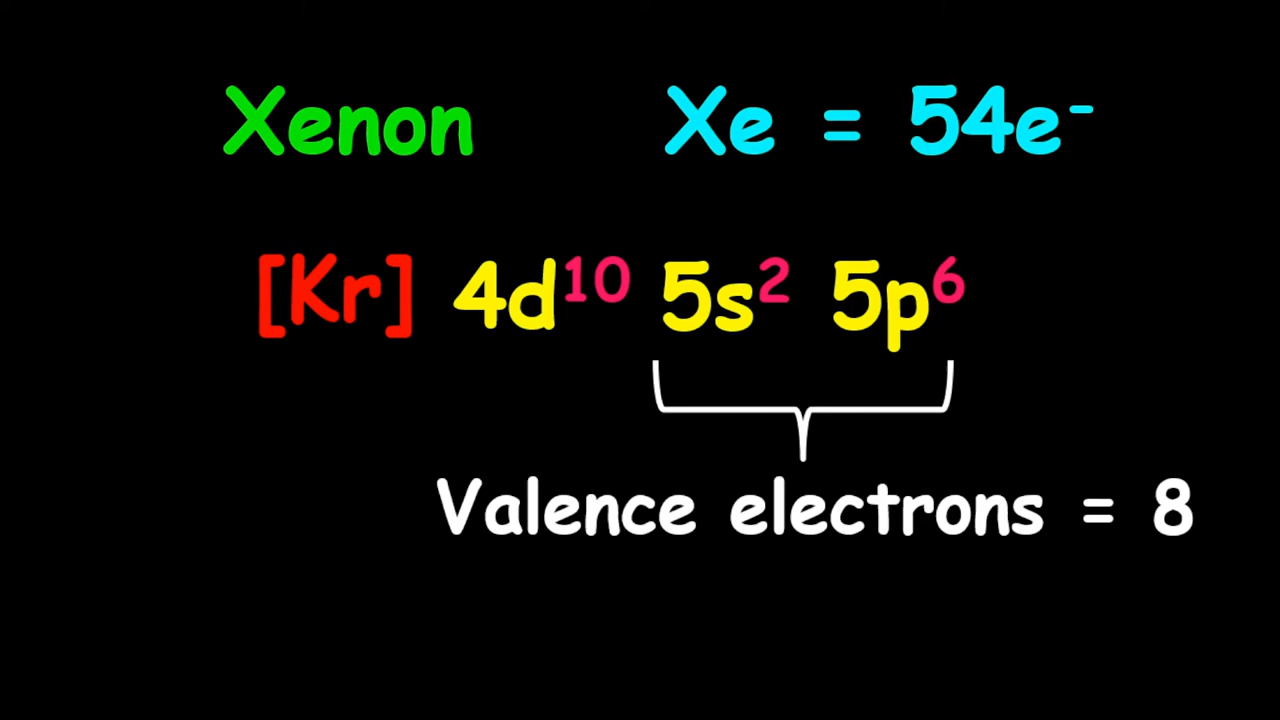 Xenon Xe = 54e⁻
[Kr] 4d¹⁰ 5s² 5p⁶
Valence electrons = 8